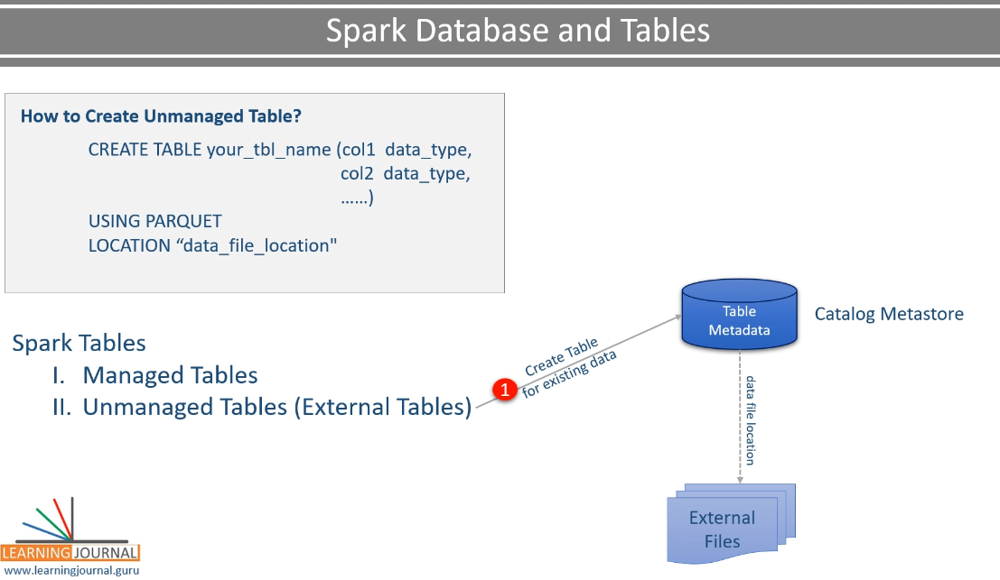 Spark Database and Tables
How to Create Unmanaged Table?
CREATE TABLE your_tbl_name (col1 data_type,
col2 data_type,
......)
USING PARQUET
LOCATION “data_file_location"
Spark Tables
I. Managed Tables
II. Unmanaged Tables (External Tables)
1
Create Table
for existing data
Table
Metadata
Catalog Metastore
data file location
External
Files
LEARNING JOURNAL
www.learningjournal.guru